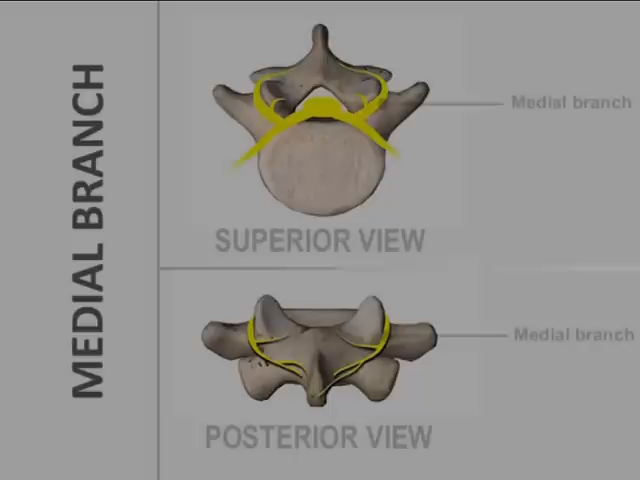 MEDIAL BRANCH
Medial branch
SUPERIOR VIEW
Medial branch
POSTERIOR VIEW